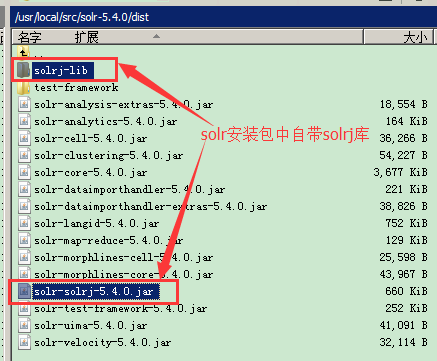 /usr/local/src/solr-5.4.0/dist
名字 扩展 大小
..
solrj-lib
test-framework
solr-analysis-extras-5.4.0.jar 18,554 B
solr-analytics-5.4.0.jar 164 KiB
solr安装包中自带solrj库
solr-cell-5.4.0.jar 36,266 B
solr-clustering-5.4.0.jar 54,227 B
solr-core-5.4.0.jar 3,677 KiB
solr-dataimporthandler-5.4.0.jar 221 KiB
solr-dataimporthandler-extras-5.4.0.jar 38,826 B
solr-langid-5.4.0.jar 752 KiB
solr-map-reduce-5.4.0.jar 129 KiB
solr-morphlines-cell-5.4.0.jar 25,598 B
solr-morphlines-core-5.4.0.jar 43,967 B
solr-solrj-5.4.0.jar 660 KiB
solr-test-framework-5.4.0.jar 252 KiB
solr-uima-5.4.0.jar 41,091 B
solr-velocity-5.4.0.jar 32,114 B